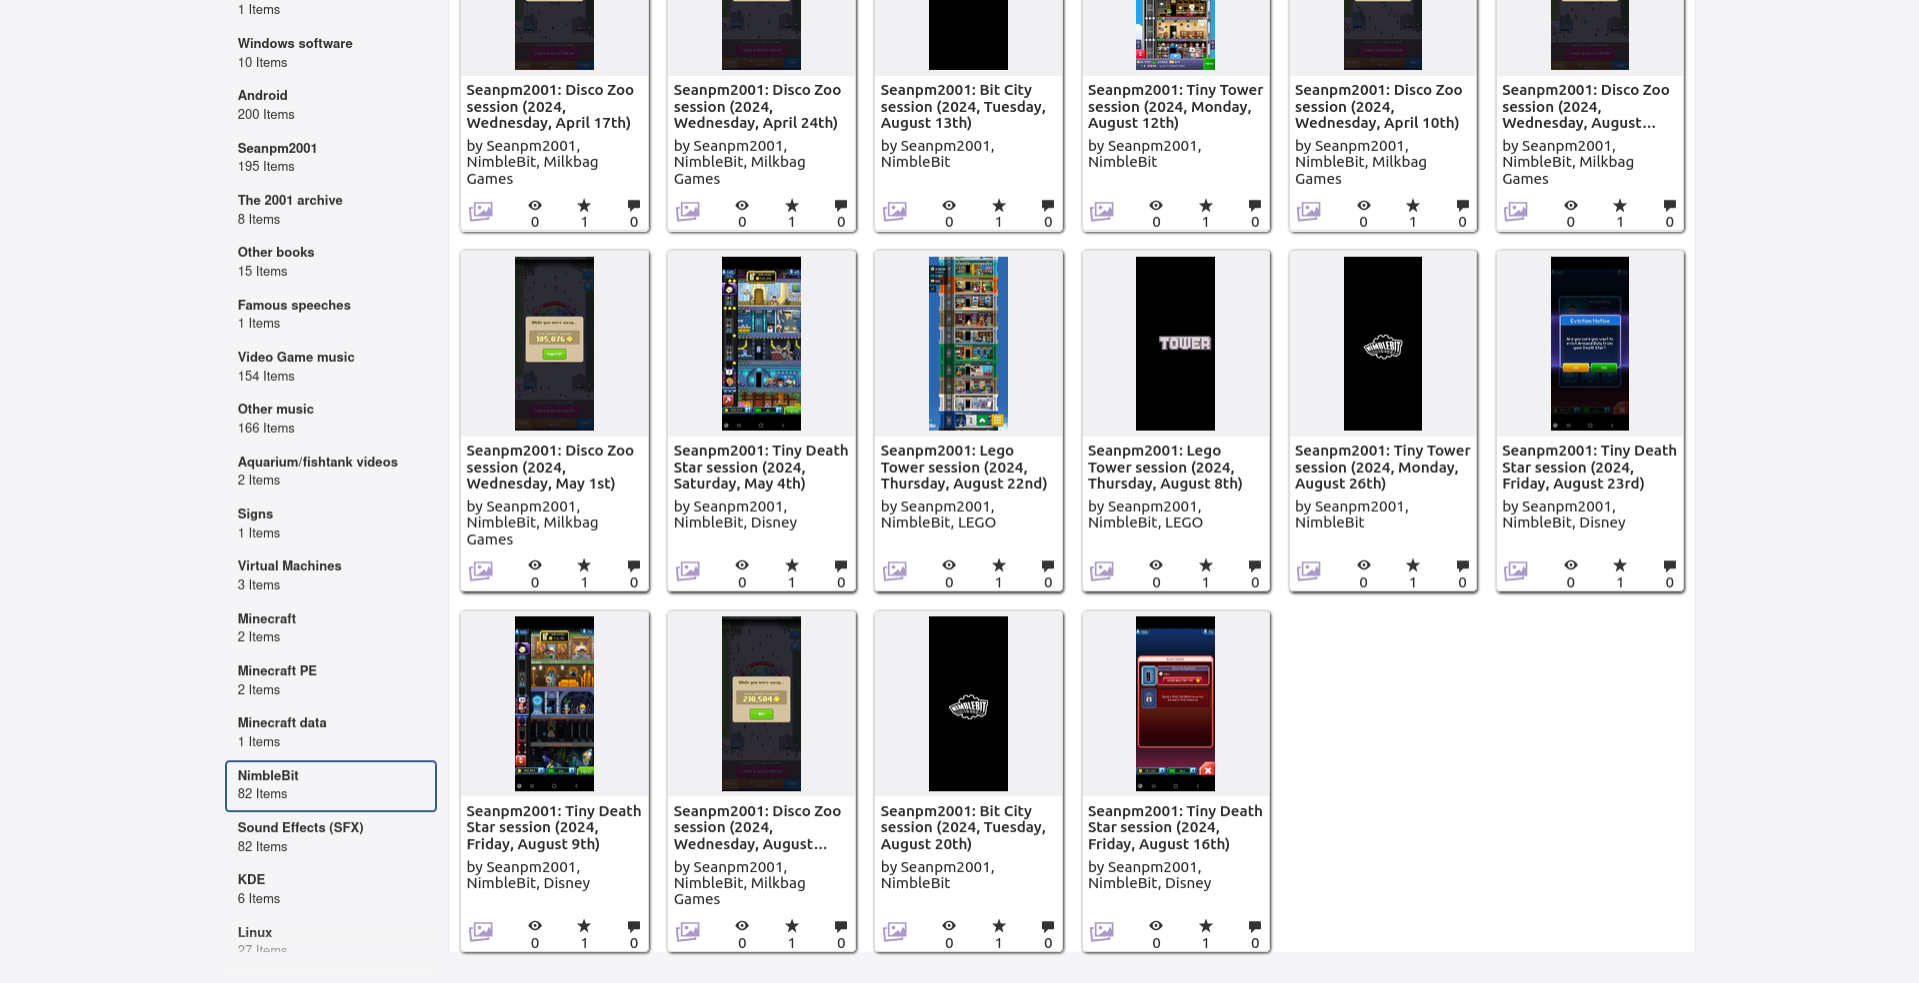 1 Items
Windows software
10 Items
Android
200 Items
Seanpm2001
195 Items
The 2001 archive
8 Items
Other books
15 Items
Famous speeches
1 Items
Video Game music
154 Items
Other music
166 Items
Aquarium/fishtank videos
2 Items
Signs
1 Items
Virtual Machines
3 Items
Minecraft
2 Items
Minecraft PE
2 Items
Minecraft data
1 Items
NimbleBit
82 Items
Sound Effects (SFX)
82 Items
KDE
6 Items
Linux
27 Items
Seanpm2001: Disco Zoo
session (2024,
Wednesday, April 17th)
by Seanpm2001,
NimbleBit, Milkbag
Games
0 1 0
Seanpm2001: Disco Zoo
session (2024,
Wednesday, April 24th)
by Seanpm2001,
NimbleBit, Milkbag
Games
0 1 0
Seanpm2001: Bit City
session (2024, Tuesday,
August 13th)
by Seanpm2001,
NimbleBit
0 1 0
Seanpm2001: Tiny Tower
session (2024, Monday,
August 12th)
by Seanpm2001,
NimbleBit
0 1 0
Seanpm2001: Disco Zoo
session (2024,
Wednesday, April 10th)
by Seanpm2001,
NimbleBit, Milkbag
Games
0 1 0
Seanpm2001: Disco Zoo
session (2024,
Wednesday, August...
by Seanpm2001,
NimbleBit, Milkbag
Games
0 1 0
While you were away...
185,076
Seanpm2001: Disco Zoo
session (2024,
Wednesday, May 1st)
by Seanpm2001,
NimbleBit, Milkbag
Games
0 1 0
Seanpm2001: Tiny Death
Star session (2024,
Saturday, May 4th)
by Seanpm2001,
NimbleBit, Disney
0 1 0
Seanpm2001: Lego
Tower session (2024,
Thursday, August 22nd)
by Seanpm2001,
NimbleBit, LEGO
0 1 0
TOWER
Seanpm2001: Lego
Tower session (2024,
Thursday, August 8th)
by Seanpm2001,
NimbleBit, LEGO
0 1 0
NIMBLEBIT
Seanpm2001: Tiny Tower
session (2024, Monday,
August 26th)
by Seanpm2001,
NimbleBit
0 1 0
Eviction Notice
Seanpm2001: Tiny Death
Star session (2024,
Friday, August 23rd)
by Seanpm2001,
NimbleBit, Disney
0 1 0
Seanpm2001: Tiny Death
Star session (2024,
Friday, August 9th)
by Seanpm2001,
NimbleBit, Disney
0 1 0
While you were away...
210,504
Seanpm2001: Disco Zoo
session (2024,
Wednesday, August...
by Seanpm2001,
NimbleBit, Milkbag
Games
0 1 0
NIMBLEBIT
Seanpm2001: Bit City
session (2024, Tuesday,
August 20th)
by Seanpm2001,
NimbleBit
0 1 0
Seanpm2001: Tiny Death
Star session (2024,
Friday, August 16th)
by Seanpm2001,
NimbleBit, Disney
0 1 0